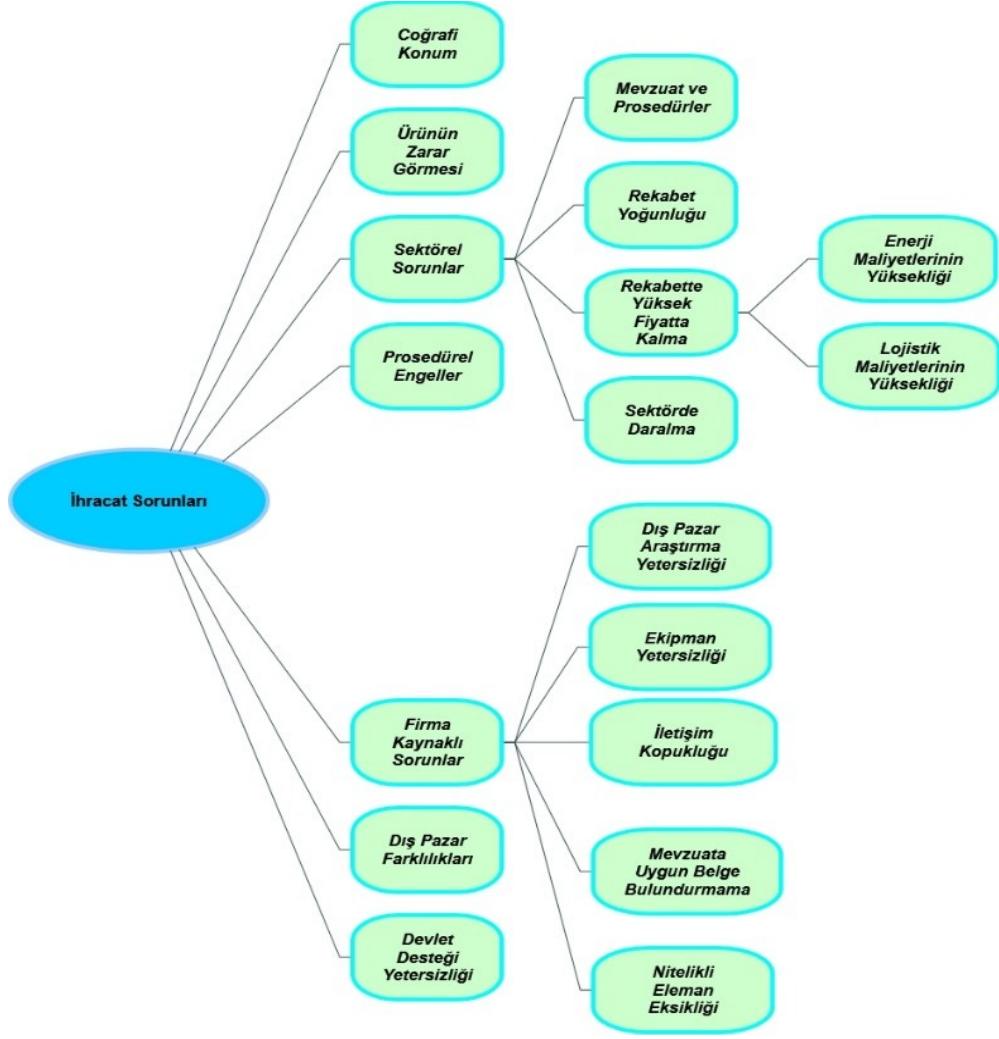 Coğrafi
Konum
Ürünün
Zarar
Görmesi
Sektörel
Sorunlar
Prosedürel
Engeller
Mevzuat ve
Prosedürler
Rekabet
Yoğunluğu
Rekabette
Yüksek
Fiyatta
Kalma
Sektörde
Daralma
Enerji
Maliyetlerinin
Yüksekliği
Lojistik
Maliyetlerinin
Yüksekliği
İhracat Sorunları
Firma
Kaynaklı
Sorunlar
Dış Pazar
Farklılıkları
Devlet
Desteği
Yetersizliği
Dış Pazar
Araştırma
Yetersizliği
Ekipman
Yetersizliği
İletişim
Kopukluğu
Mevzuata
Uygun Belge
Bulundurmama
Nitelikli
Eleman
Eksikliği